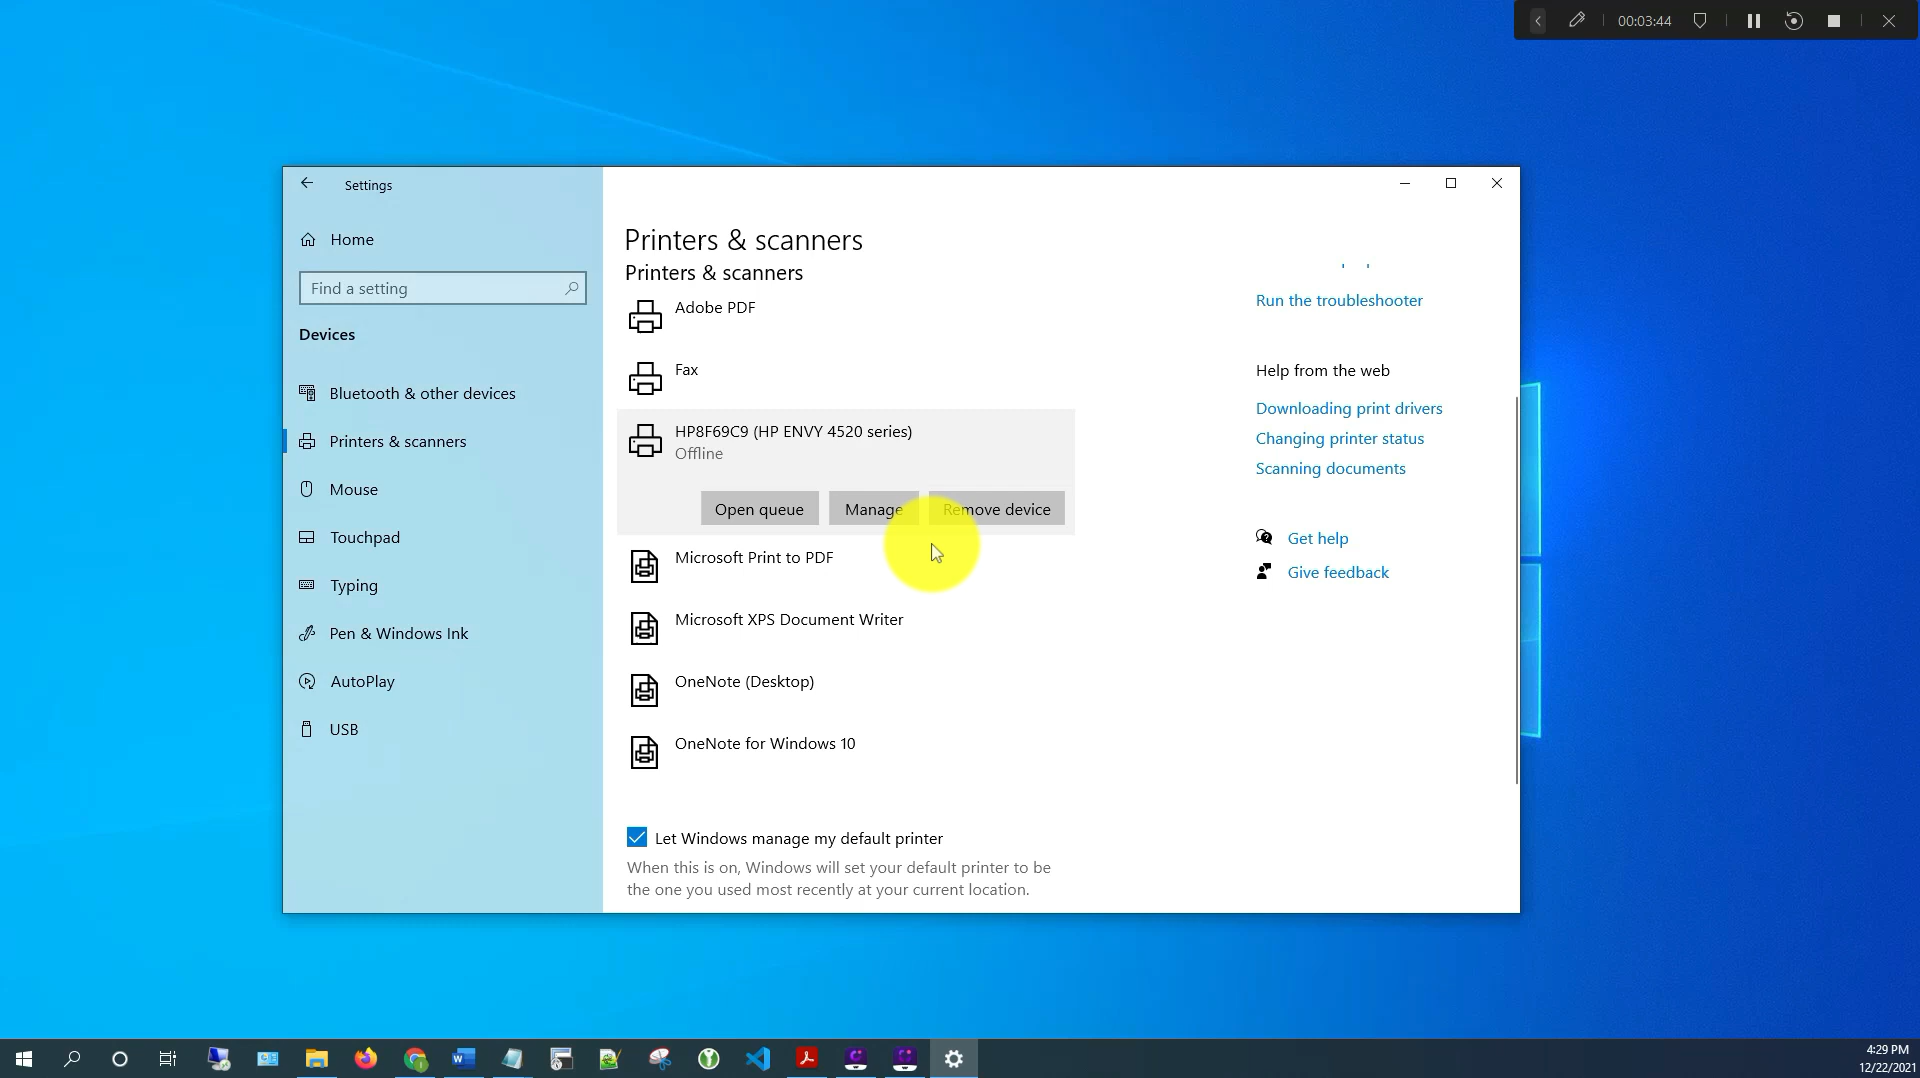 00:03:44
Settings
Home
Find a setting
Devices
Bluetooth & other devices
Printers & scanners
Mouse
Touchpad
Typing
Pen & Windows Ink
AutoPlay
USB
Printers & scanners
Printers & scanners
Adobe PDF
Fax
HP8F69C9 (HP ENVY 4520 series)
Offline
Open queue Manage Remove device
Microsoft Print to PDF
Microsoft XPS Document Writer
OneNote (Desktop)
OneNote for Windows 10
Let Windows manage my default printer
When this is on, Windows will set your default printer to be
the one you used most recently at your current location.
Run the troubleshooter
Help from the web
Downloading print drivers
Changing printer status
Scanning documents
Get help
Give feedback
4:29 PM
12/22/2021